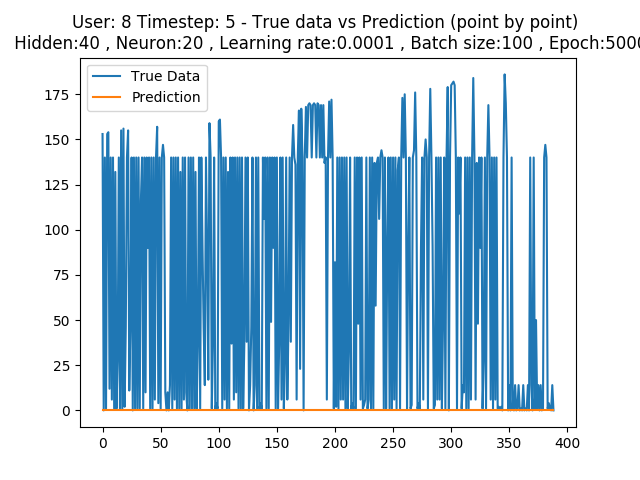 User: 8 Timestep: 5 - True data vs Prediction (point by point)
Hidden:40 , Neuron:20 , Learning rate:0.0001 , Batch size:100 , Epoch:5000
True Data
Prediction
175
150
125
100
75
50
25
0
0 50 100 150 200 250 300 350 400